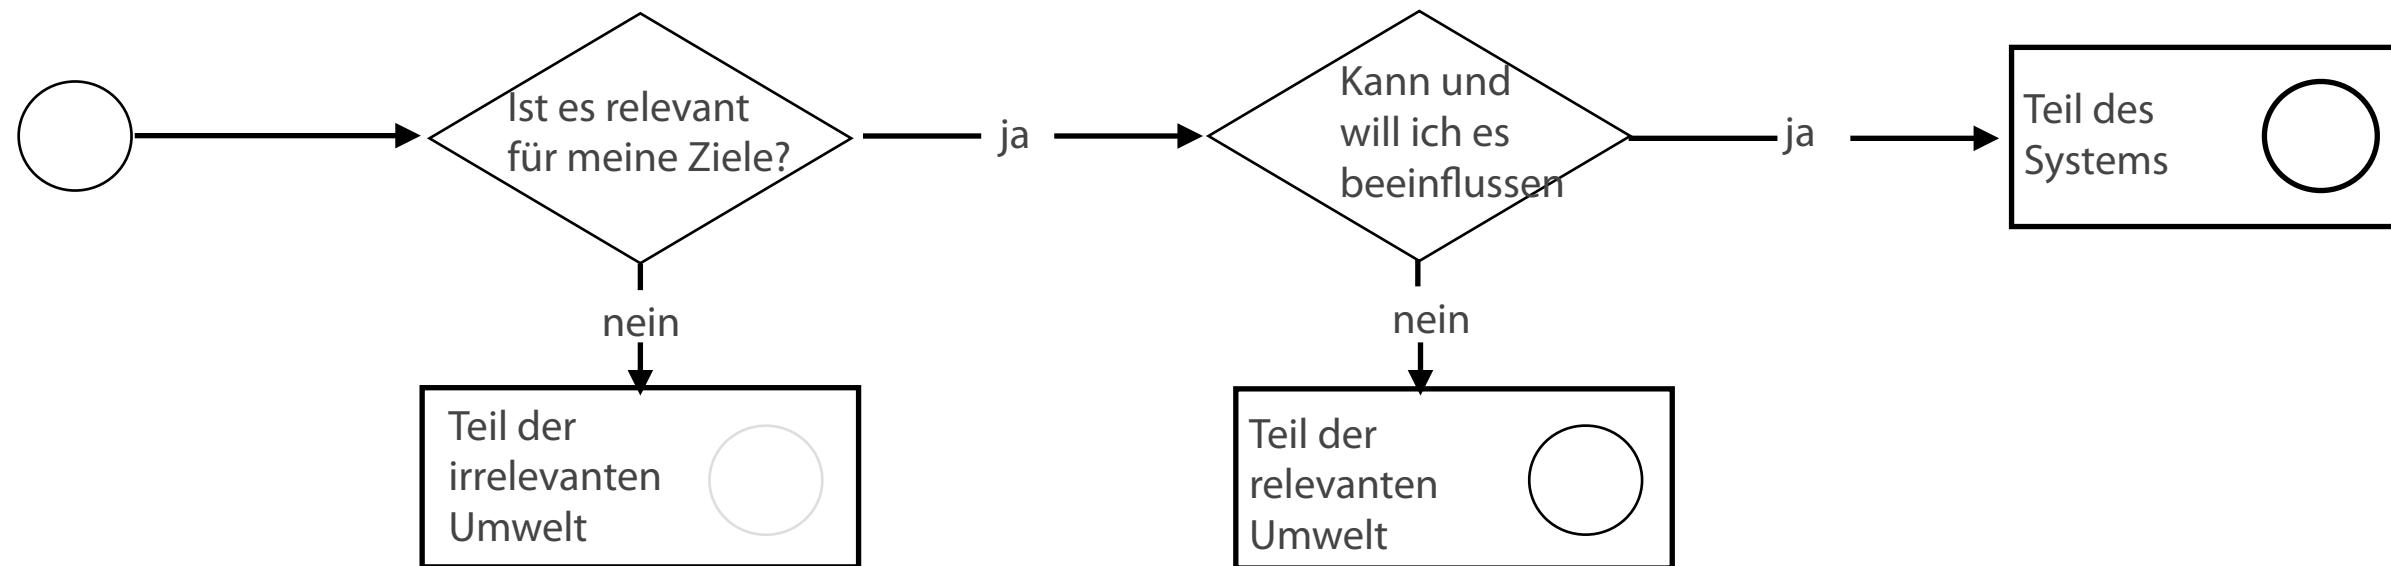 Ist es relevant
für meine Ziele?
ja
Kann und
will ich es
beeinflussen
ja
Teil des
Systems
nein
nein
Teil der
irrelevanten
Umwelt
Teil der
relevanten
Umwelt